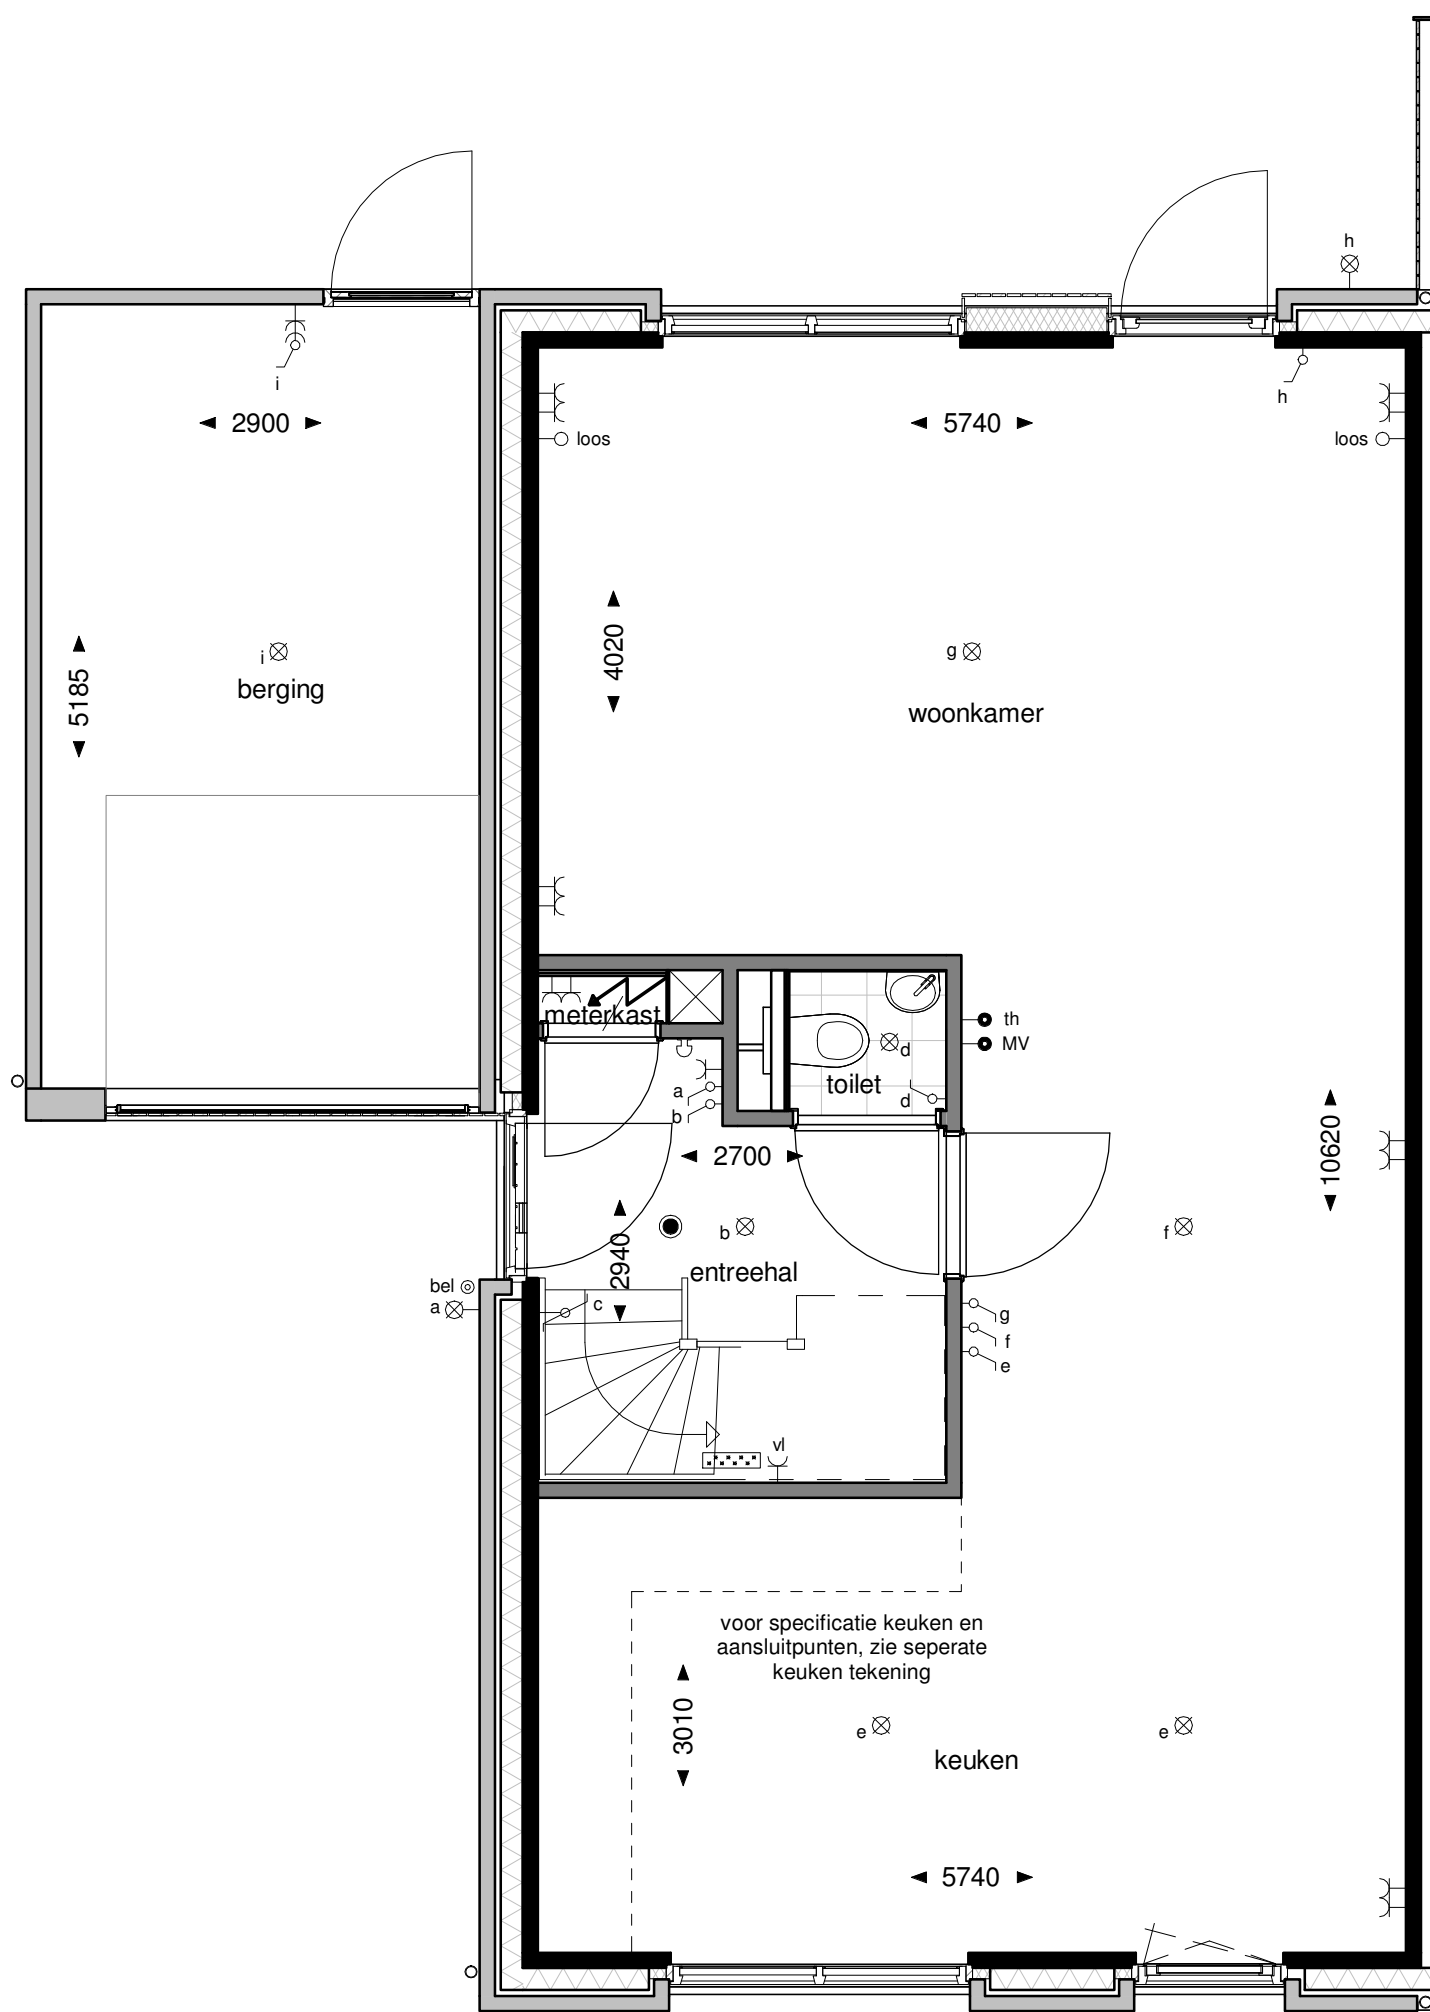 h
i
h
2900
5740
loos
loos
4020
5185
i
berging
g
woonkamer
meterkast
th
MV
d
toilet
a
d
b
2700
10620
2940
b
f
entreehal
bel
a
c
g
f
e
vl
voor specificatie keuken en
aansluitpunten, zie seperate
keuken tekening
3010
e
e
keuken
5740